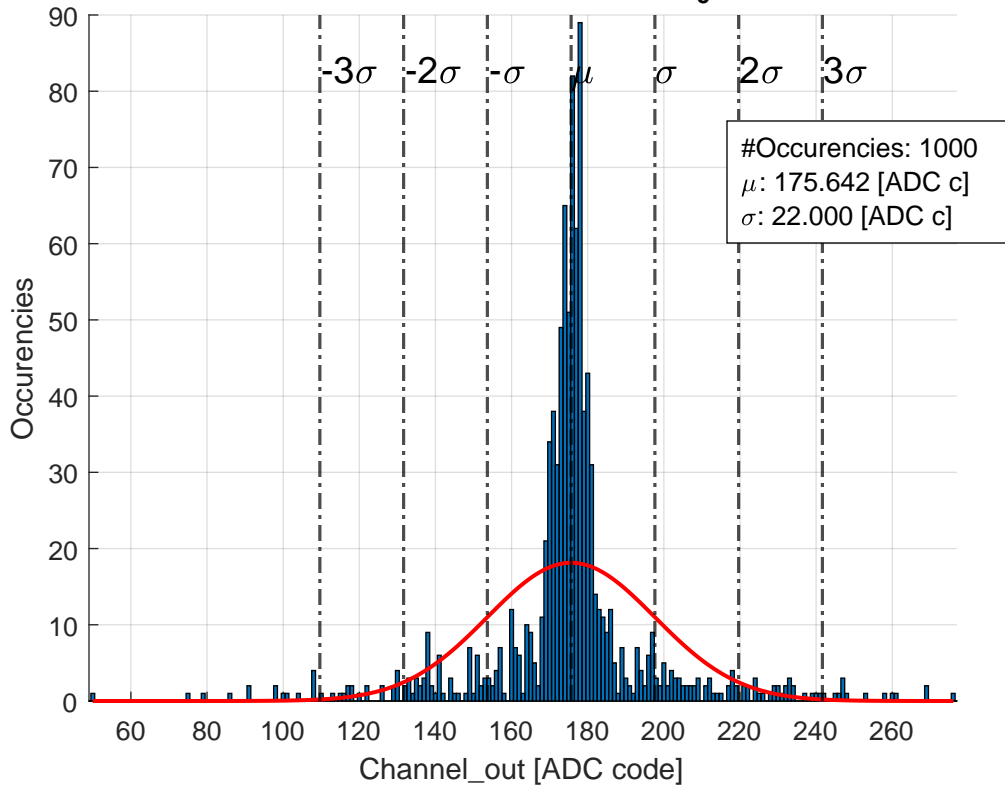 90
80
70
60
50
40
30
20
10
0
Occurencies
-3σ -2σ -σ μ σ 2σ 3σ
#Occurencies: 1000
μ: 175.642 [ADC c]
σ: 22.000 [ADC c]
60 80 100 120 140 160 180 200 220 240 260
Channel_out [ADC code]